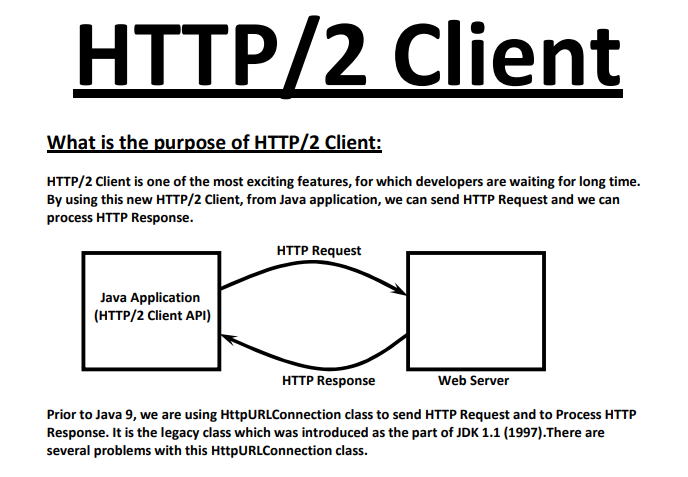 HTTP/2 Client
What is the purpose of HTTP/2 Client:
HTTP/2 Client is one of the most exciting features, for which developers are waiting for long time.
By using this new HTTP/2 Client, from Java application, we can send HTTP Request and we can
process HTTP Response.
HTTP Request
Java Application
(HTTP/2 Client API)
HTTP Response
Web Server
Prior to Java 9, we are using HttpURLConnection class to send HTTP Request and to Process HTTP
Response. It is the legacy class which was introduced as the part of JDK 1.1 (1997).There are
several problems with this HttpURLConnection class.